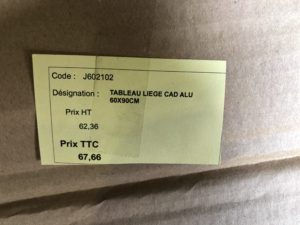 Code : J602102
Désignation : TABLEAU LIEGE CAD ALU
60X90CM
Prix HT
62,36
Prix TTC
67,66